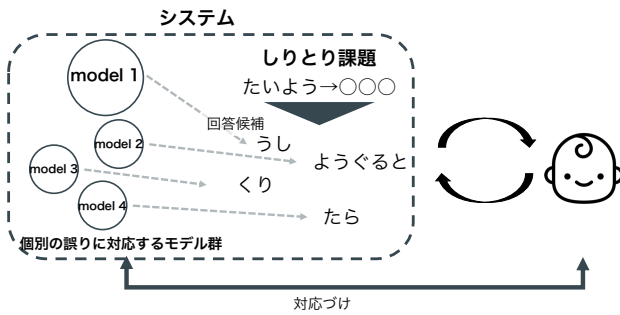 システム
しりとり課題
たいよう→○○○
model 1
回答候補
うし
model 2
ようぐると
model 3
くり
model 4
たら
個別の誤りに対応するモデル群
対応づけ